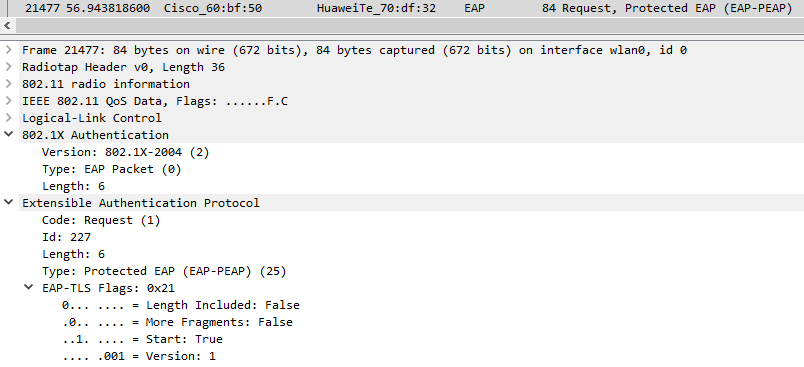 21477 56.943818600 Cisco_60:bf:50 HuaweiTe_70:df:32 EAP 84 Request, Protected EAP (EAP-PEAP)
Frame 21477: 84 bytes on wire (672 bits), 84 bytes captured (672 bits) on interface wlan0, id 0
Radiotap Header v0, Length 36
802.11 radio information
IEEE 802.11 QoS Data, Flags: ......F.C
Logical-Link Control
802.1X Authentication
Version: 802.1X-2004 (2)
Type: EAP Packet (0)
Length: 6
Extensible Authentication Protocol
Code: Request (1)
Id: 227
Length: 6
Type: Protected EAP (EAP-PEAP) (25)
EAP-TLS Flags: 0x21
0... .... = Length Included: False
.0.. .... = More Fragments: False
..1. .... = Start: True
.... .001 = Version: 1